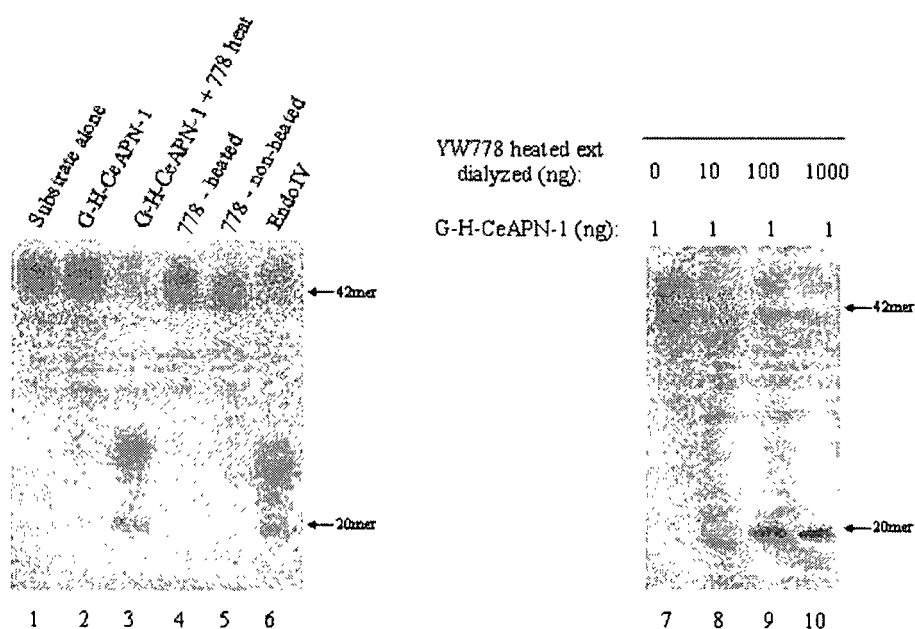 Substrate alone
G-H-CeAPN-1
G-H-CeAPN-1 + 778 heat
778 - heated
778 - non-heated
Endo IV
42mer
20mer
1 2 3 4 5 6
YW778 heated ext
dialyzed (ng): 0 10 100 1000
G-H-CeAPN-1 (ng): 1 1 1 1
42mer
20mer
7 8 9 10